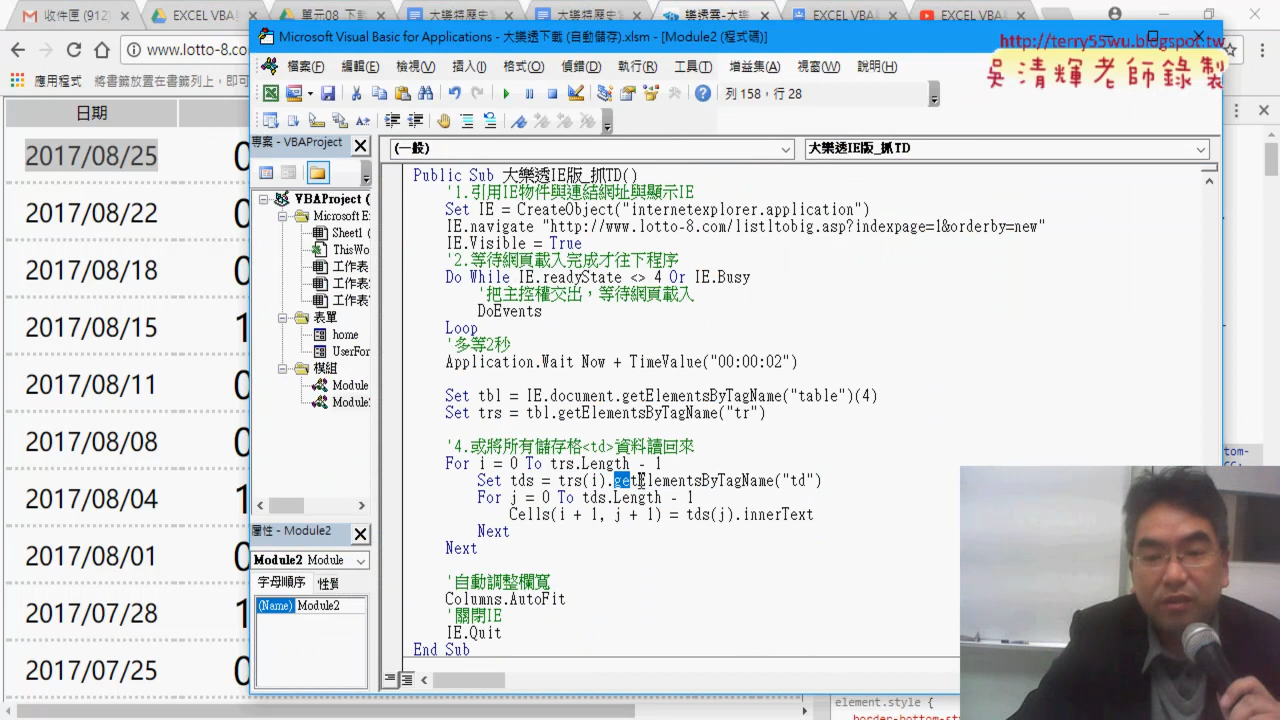 收件匣 (912
EXCEL VBA
單元08_下載
大樂特歷史
大樂透歷史
樂透雲-大
EXCEL VBA
EXCEL VBA
www.lotto-8.co
應用程式
將書籤放置在書籤列上，即可
http://terry55wu.blogspot.tw
吳清輝老師錄製
Microsoft Visual Basic for Applications - 大樂透下載 (自動儲存).xlsm - [Module2 (程式碼)]
檔案(F) 編輯(E) 檢視(V) 插入(I) 格式(O) 偵錯(D) 執行(R) 工具(T) 增益集(A) 視窗(W) 說明(H)
列 158，行 28
專案 - VBAProject
VBAProject (
Microsoft E
Sheet1 (
ThisWo
工作表
工作表
工作表
表單
home
UserFor
模組
Module
Module
屬性 - Module2
Module2 Module
字母順序 性質
(Name) Module2
(一般)
大樂透IE版_抓TD
Public Sub 大樂透IE版_抓TD()
'1.引用IE物件與連結網址與顯示IE
Set IE = CreateObject("internetexplorer.application")
IE.navigate "http://www.lotto-8.com/listltobig.asp?indexpage=1&orderby=new"
IE.Visible = True
'2.等待網頁載入完成才往下程序
Do While IE.readyState <> 4 Or IE.Busy
'把主控權交出，等待網頁載入
DoEvents
Loop
'多等2秒
Application.Wait Now + TimeValue("00:00:02")
Set tbl = IE.document.getElementsByTagName("table")(4)
Set trs = tbl.getElementsByTagName("tr")
'4.或將所有儲存格<td>資料讀回來
For i = 0 To trs.Length - 1
Set tds = trs(i).getElementsByTagName("td")
For j = 0 To tds.Length - 1
Cells(i + 1, j + 1) = tds(j).innerText
Next
Next
'自動調整欄寬
Columns.AutoFit
'關閉IE
IE.Quit
End Sub
日期
2017/08/25 0
2017/08/22 0
2017/08/18 0
2017/08/15 1
2017/08/11 0
2017/08/08 0
2017/08/04 1
2017/08/01 0
2017/07/28 1
2017/07/25 0
element.style {